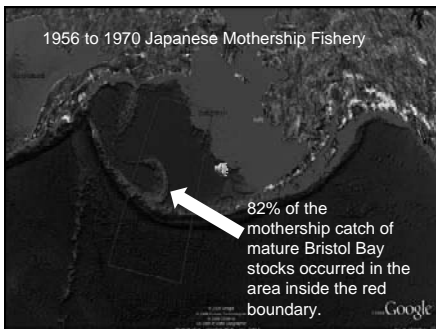 1956 to 1970 Japanese Mothership Fishery
82% of the
mothership catch of
mature Bristol Bay
stocks occurred in the
area inside the red
boundary.
Google